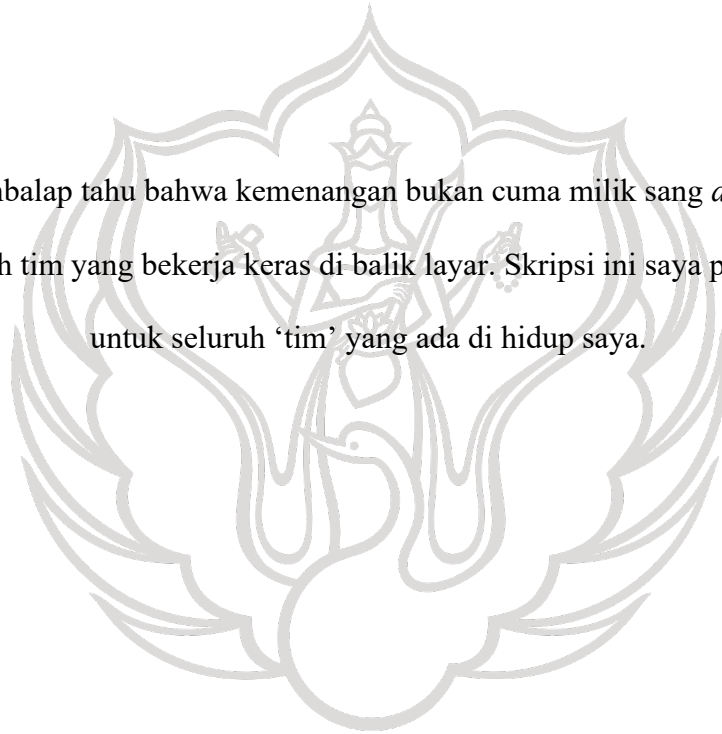 tahu bahwa kemenangan bukan cuma milik sang
tim yang bekerja keras di balik layar. Skripsi ini saya
untuk seluruh ‘tim’ yang ada di hidup saya.